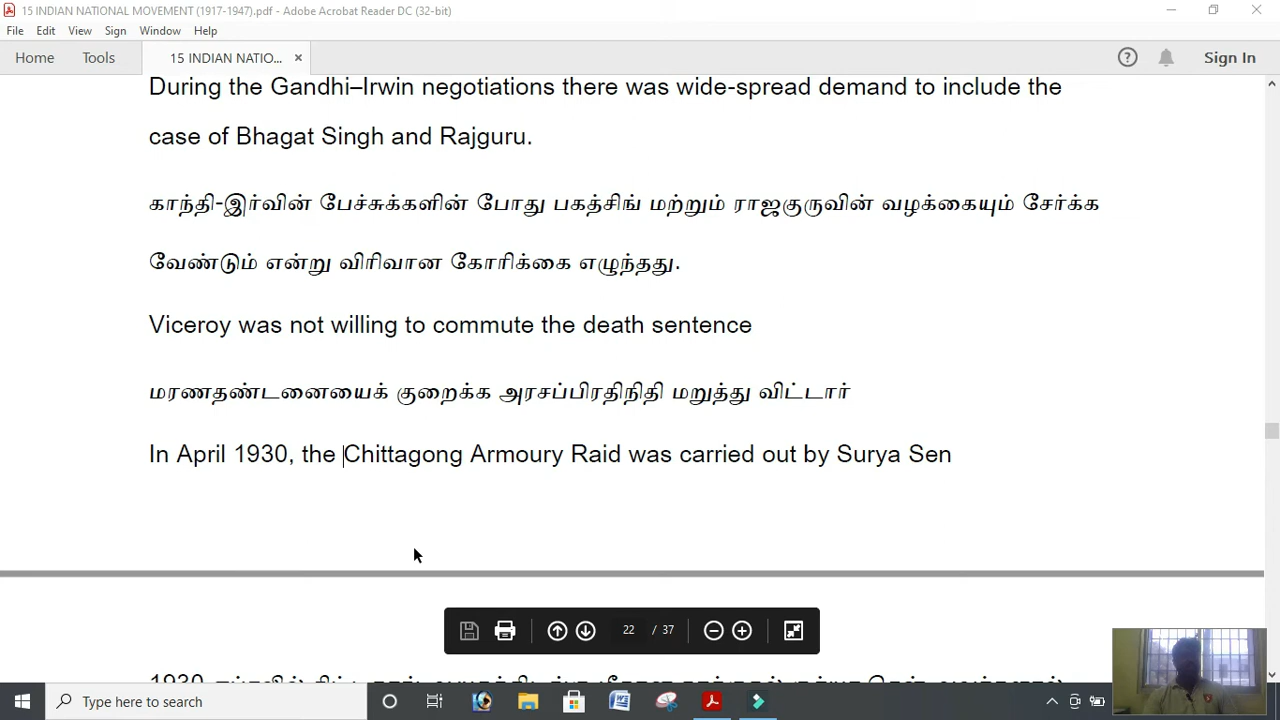 15 INDIAN NATIONAL MOVEMENT (1917-1947).pdf - Adobe Acrobat Reader DC (32-bit)
File Edit View Sign Window Help
Home Tools 15 INDIAN NATIO... × Sign In
During the Gandhi–Irwin negotiations there was wide-spread demand to include the
case of Bhagat Singh and Rajguru.
காந்தி-இர்வின் பேச்சுக்களின் போது பகத்சிங் மற்றும் ராஜகுருவின் வழக்கையும் சேர்க்க
வேண்டும் என்று விரிவான கோரிக்கை எழுந்தது.
Viceroy was not willing to commute the death sentence
மரணதண்டனையைக் குறைக்க அரசப்பிரதிநிதி மறுத்து விட்டார்
In April 1930, the Chittagong Armoury Raid was carried out by Surya Sen
22 / 37
1930
Type here to search